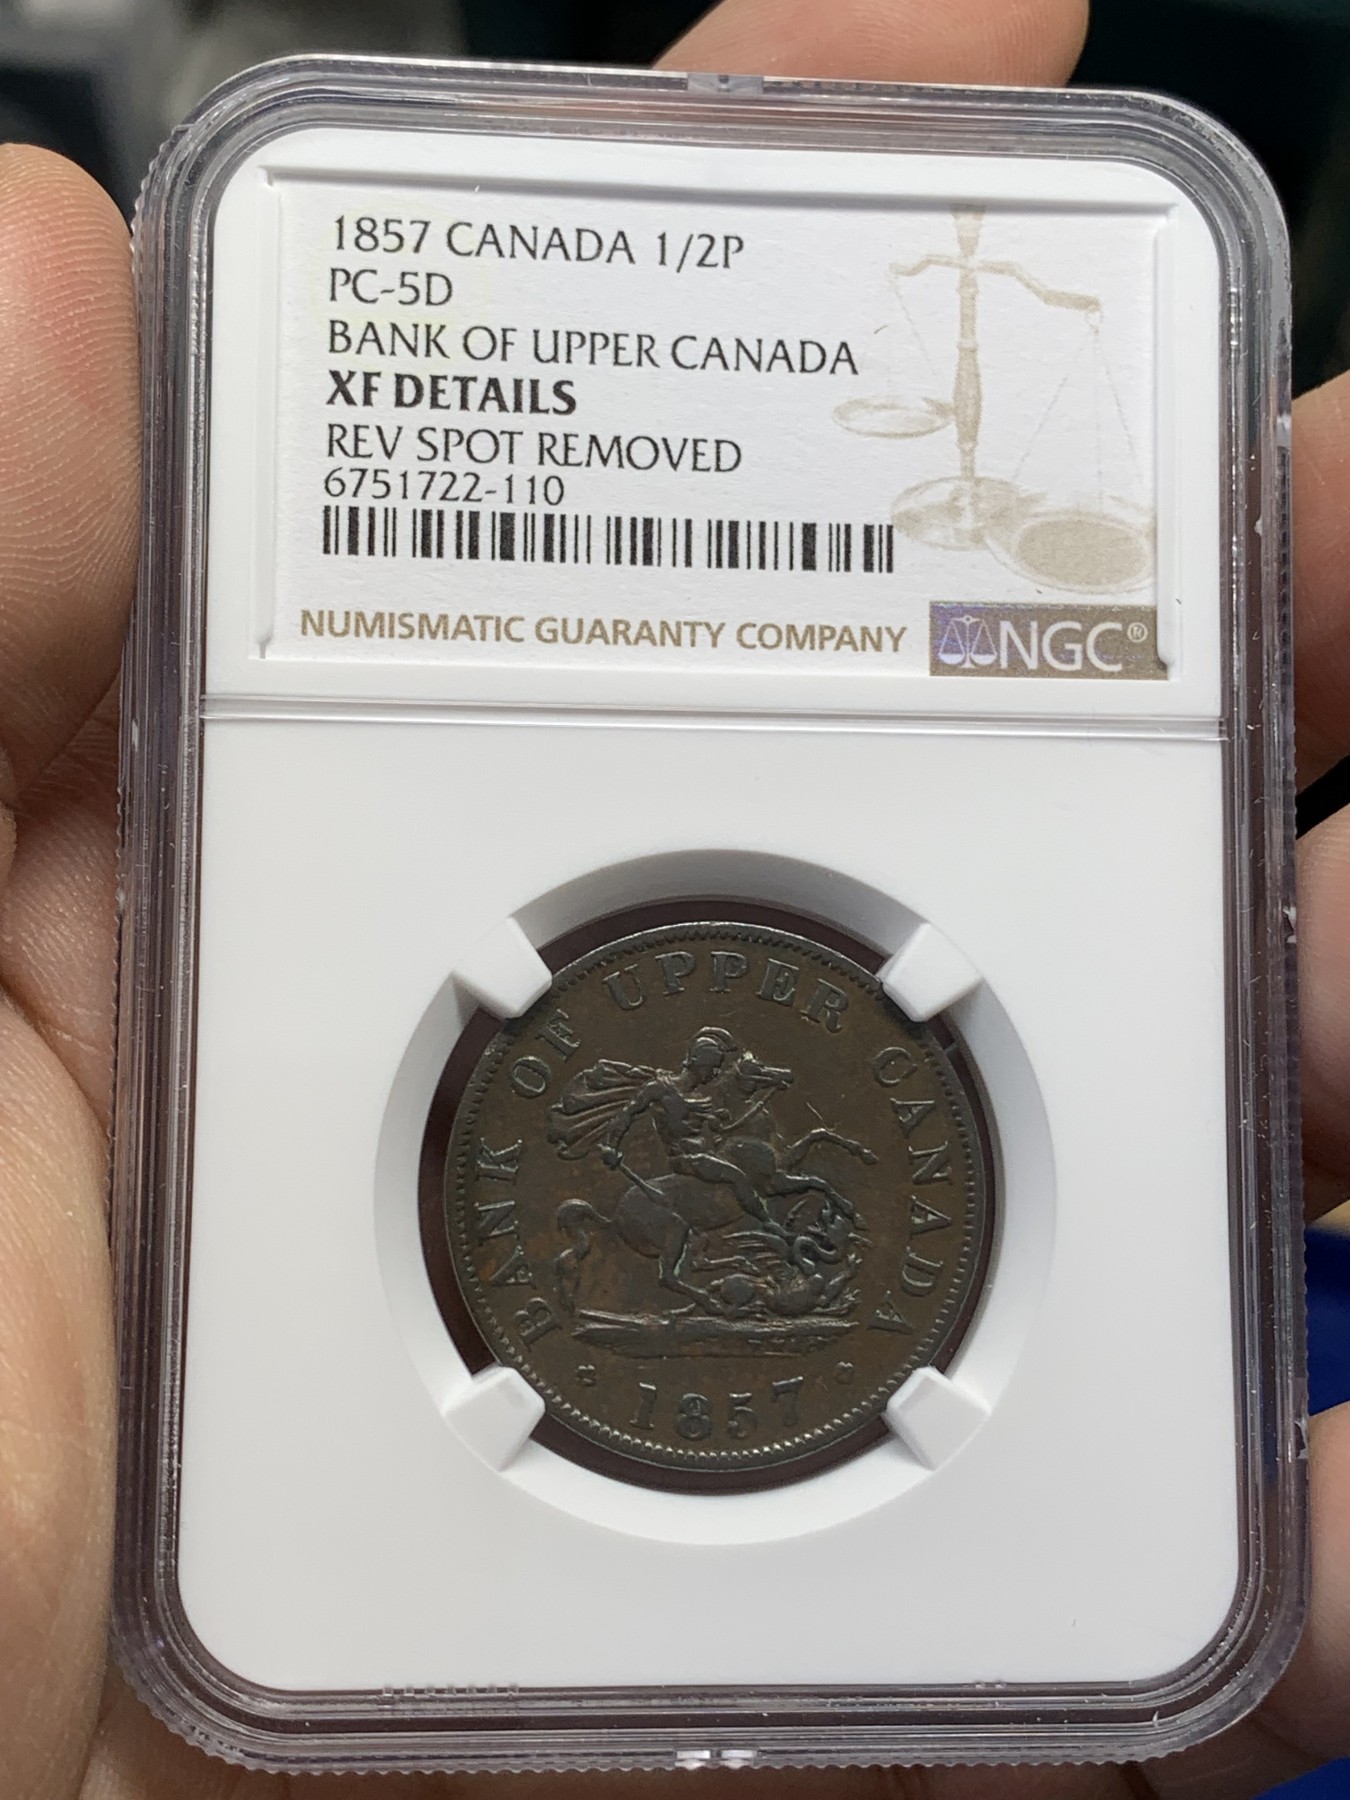 1857 CANADA 1/2P
PC-5D
BANK OF UPPER CANADA
XF DETAILS
REV SPOT REMOVED
6751722-110
NUMISMATIC GUARANTY COMPANY
NGC®
BANK OF UPPER CANADA
1857